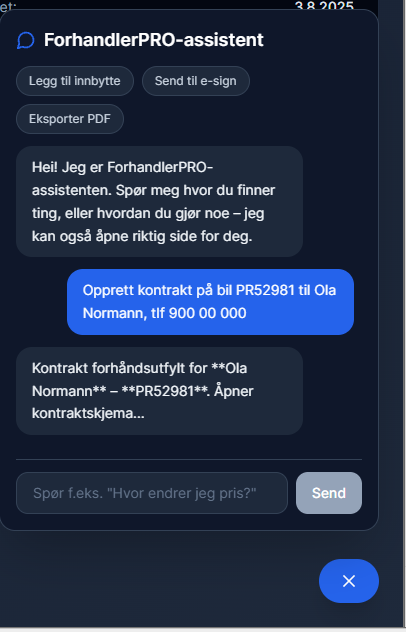 et:
3.8.2025
ForhandlerPRO-assistent
Legg til innbytte
Send til e-sign
Eksporter PDF
Hei! Jeg er ForhandlerPRO-
assistenten. Spør meg hvor du finner
ting, eller hvordan du gjør noe – jeg
kan også åpne riktig side for deg.
Opprett kontrakt på bil PR52981 til Ola
Normann, tlf 900 00 000
Kontrakt forhåndsutfylt for **Ola
Normann** – **PR52981**. Åpner
kontraktskjema...
Spør f.eks. "Hvor endrer jeg pris?"
Send